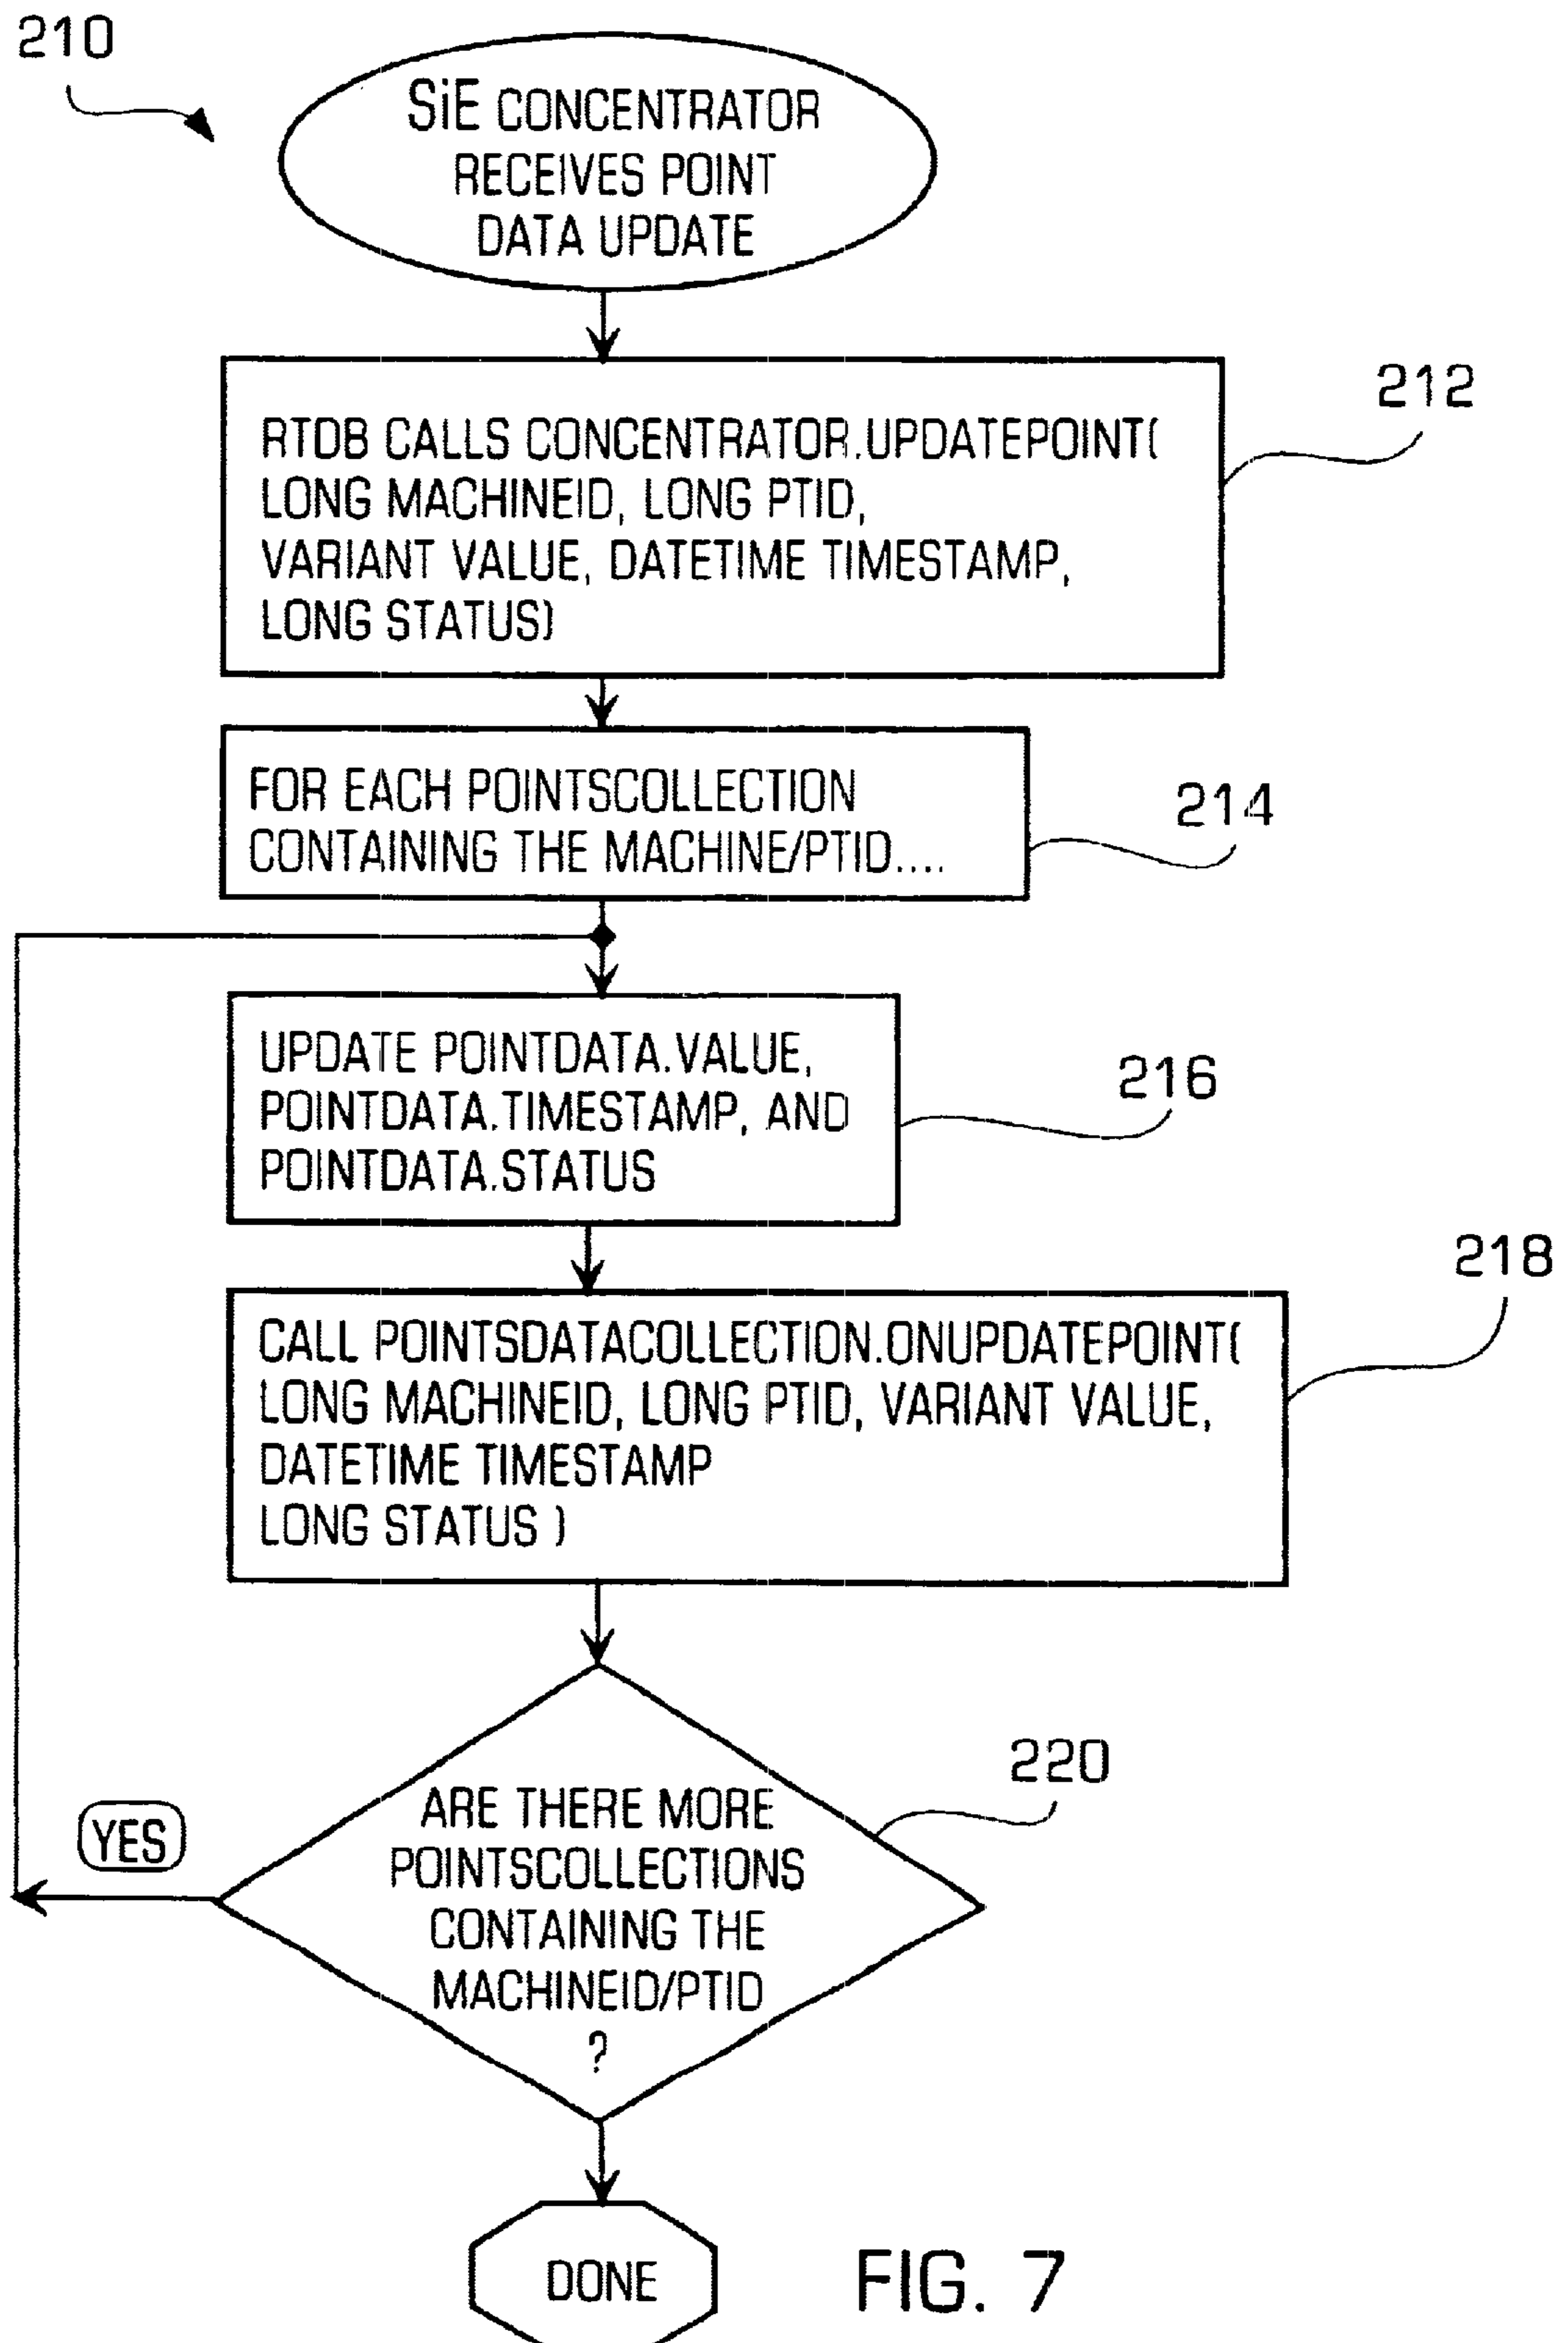 210
SiE CONCENTRATOR
RECEIVES POINT
DATA UPDATE
212
RTDB CALLS CONCENTRATOR.UPDATEPOINT(
LONG MACHINEID, LONG PTID,
VARIANT VALUE, DATETIME TIMESTAMP,
LONG STATUS)
214
FOR EACH POINTSCOLLECTION
CONTAINING THE MACHINE/PTID....
216
UPDATE POINTDATA.VALUE,
POINTDATA.TIMESTAMP, AND
POINTDATA.STATUS
218
CALL POINTSDATACOLLECTION.ONUPDATEPOINT(
LONG MACHINEID, LONG PTID, VARIANT VALUE,
DATETIME TIMESTAMP
LONG STATUS )
220
ARE THERE MORE
POINTSCOLLECTIONS
CONTAINING THE
MACHINEID/PTID
?
YES
DONE
FIG. 7